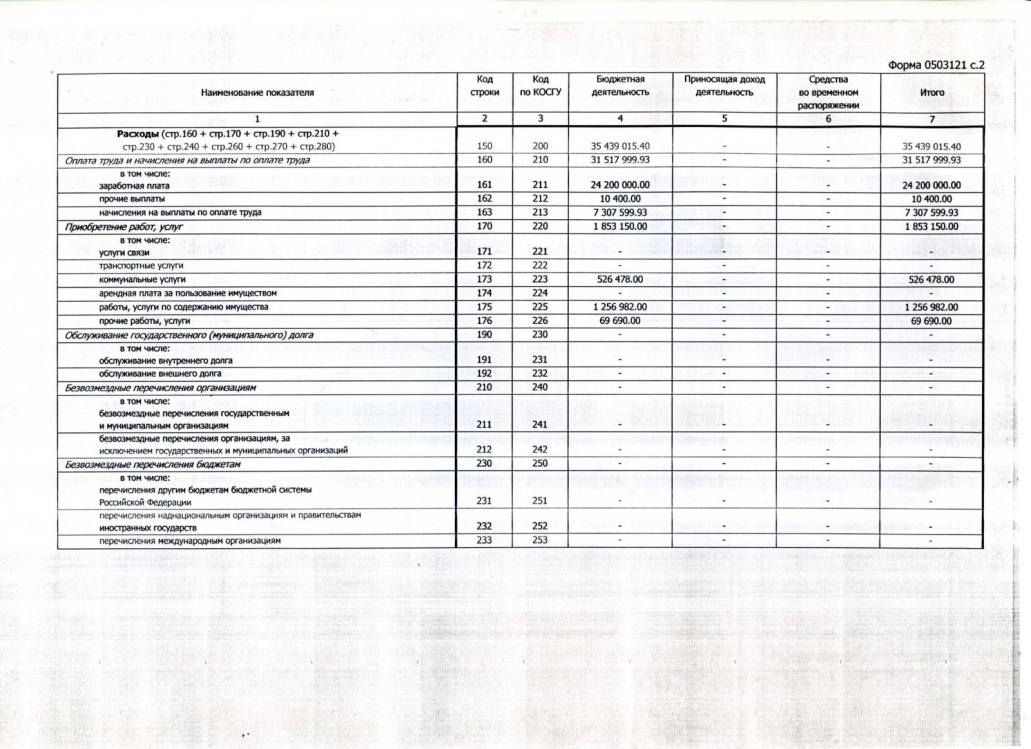 Форма 0503121 с.2
Наименование показателя | Код строки | Код по КОСГУ | Бюджетная деятельность | Приносящая доход деятельность | Средства во временном распоряжении | Итого
1 | 2 | 3 | 4 | 5 | 6 | 7
Расходы (стр.160 + стр.170 + стр.190 + стр.210 +
стр.230 + стр.240 + стр.260 + стр.270 + стр.280) | 150 | 200 | 35 439 015.40 | - | - | 35 439 015.40
Оплата труда и начисления на выплаты по оплате труда | 160 | 210 | 31 517 999.93 | - | - | 31 517 999.93
в том числе:
заработная плата | 161 | 211 | 24 200 000.00 | - | - | 24 200 000.00
прочие выплаты | 162 | 212 | 10 400.00 | - | - | 10 400.00
начисления на выплаты по оплате труда | 163 | 213 | 7 307 599.93 | - | - | 7 307 599.93
Приобретение работ, услуг | 170 | 220 | 1 853 150.00 | - | - | 1 853 150.00
в том числе:
услуги связи | 171 | 221 | - | - | - | -
транспортные услуги | 172 | 222 | - | - | - | -
коммунальные услуги | 173 | 223 | 526 478.00 | - | - | 526 478.00
арендная плата за пользование имуществом | 174 | 224 | - | - | - | -
работы, услуги по содержанию имущества | 175 | 225 | 1 256 982.00 | - | - | 1 256 982.00
прочие работы, услуги | 176 | 226 | 69 690.00 | - | - | 69 690.00
Обслуживание государственного (муниципального) долга | 190 | 230 | - | - | - | -
в том числе:
обслуживание внутреннего долга | 191 | 231 | - | - | - | -
обслуживание внешнего долга | 192 | 232 | - | - | - | -
Безвозмездные перечисления организациям | 210 | 240 | - | - | - | -
в том числе:
безвозмездные перечисления государственным
и муниципальным организациям | 211 | 241 | - | - | - | -
безвозмездные перечисления организациям, за
исключением государственных и муниципальных организаций | 212 | 242 | - | - | - | -
Безвозмездные перечисления бюджетам | 230 | 250 | - | - | - | -
в том числе:
перечисления другим бюджетам бюджетной системы
Российской Федерации | 231 | 251 | - | - | - | -
перечисления наднациональным организациям и правительствам
иностранных государств | 232 | 252 | - | - | - | -
перечисления международным организациям | 233 | 253 | - | - | - | -